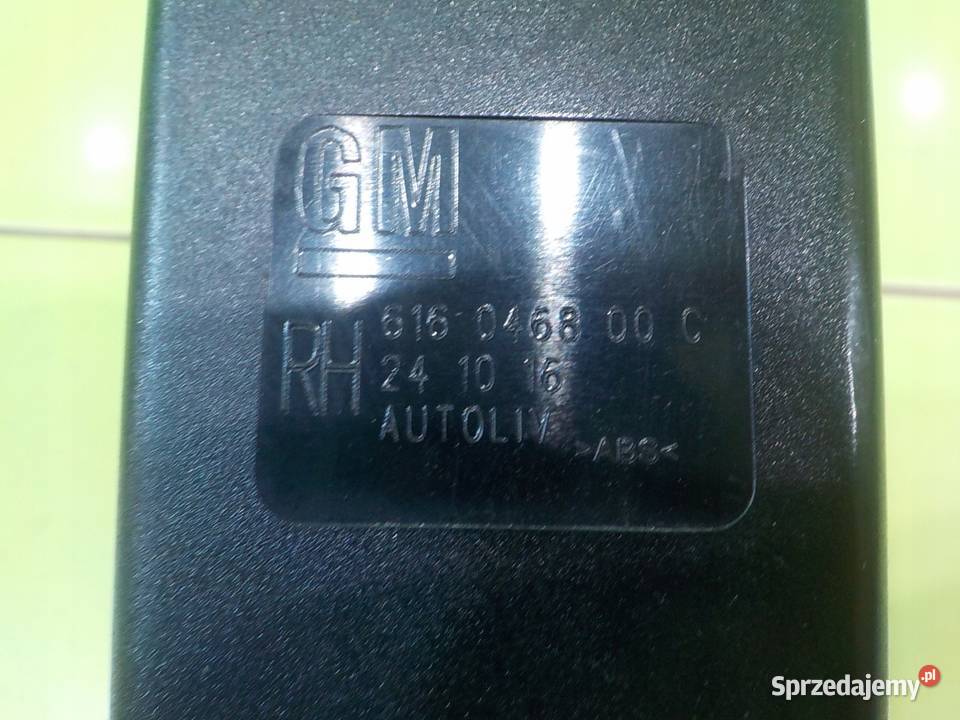 GM
RH
616 0468 00 C
24 10 16
AUTOLIV
>ABS<
Sprzedajemy.pl